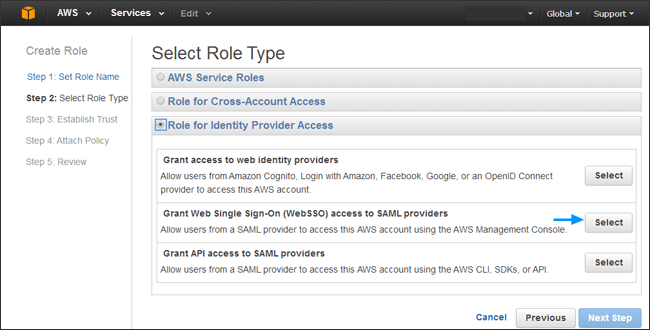 AWS Services Edit Global Support
Create Role
Step 1: Set Role Name
Step 2: Select Role Type
Step 3: Establish Trust
Step 4: Attach Policy
Step 5: Review
Select Role Type
AWS Service Roles
Role for Cross-Account Access
Role for Identity Provider Access
Grant access to web identity providers
Allow users from Amazon Cognito, Login with Amazon, Facebook, Google, or an OpenID Connect
provider to access this AWS account.
Select
Grant Web Single Sign-On (WebSSO) access to SAML providers
Allow users from a SAML provider to access this AWS account using the AWS Management Console.
Select
Grant API access to SAML providers
Allow users from a SAML provider to access this AWS account using the AWS CLI, SDKs, or API.
Select
Cancel Previous Next Step